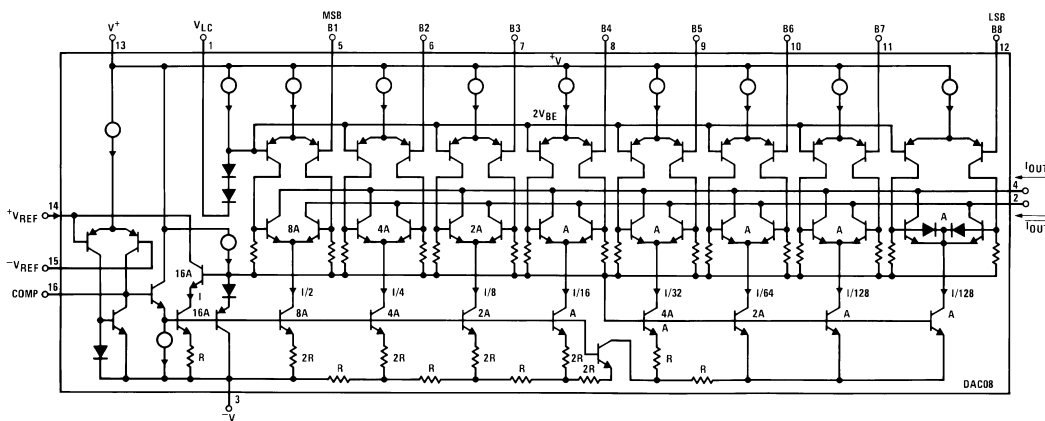 V+
13
VLC
1
MSB
B1
5
B2
6
B3
7
B4
8
B5
9
B6
10
B7
11
LSB
B8
12
+V
2VBE
IOUT
4
2
IOUT
+VREF
14
-VREF
15
COMP
16
16A
I
16A
8A
4A
2A
A
A
A
A
A
I/2
I/4
I/8
I/16
I/32
I/64
I/128
I/128
8A
4A
2A
A
4A
A
2A
A
A
R
2R
2R
2R
2R
R
R
R
R
2R
R
3
-V
DAC08